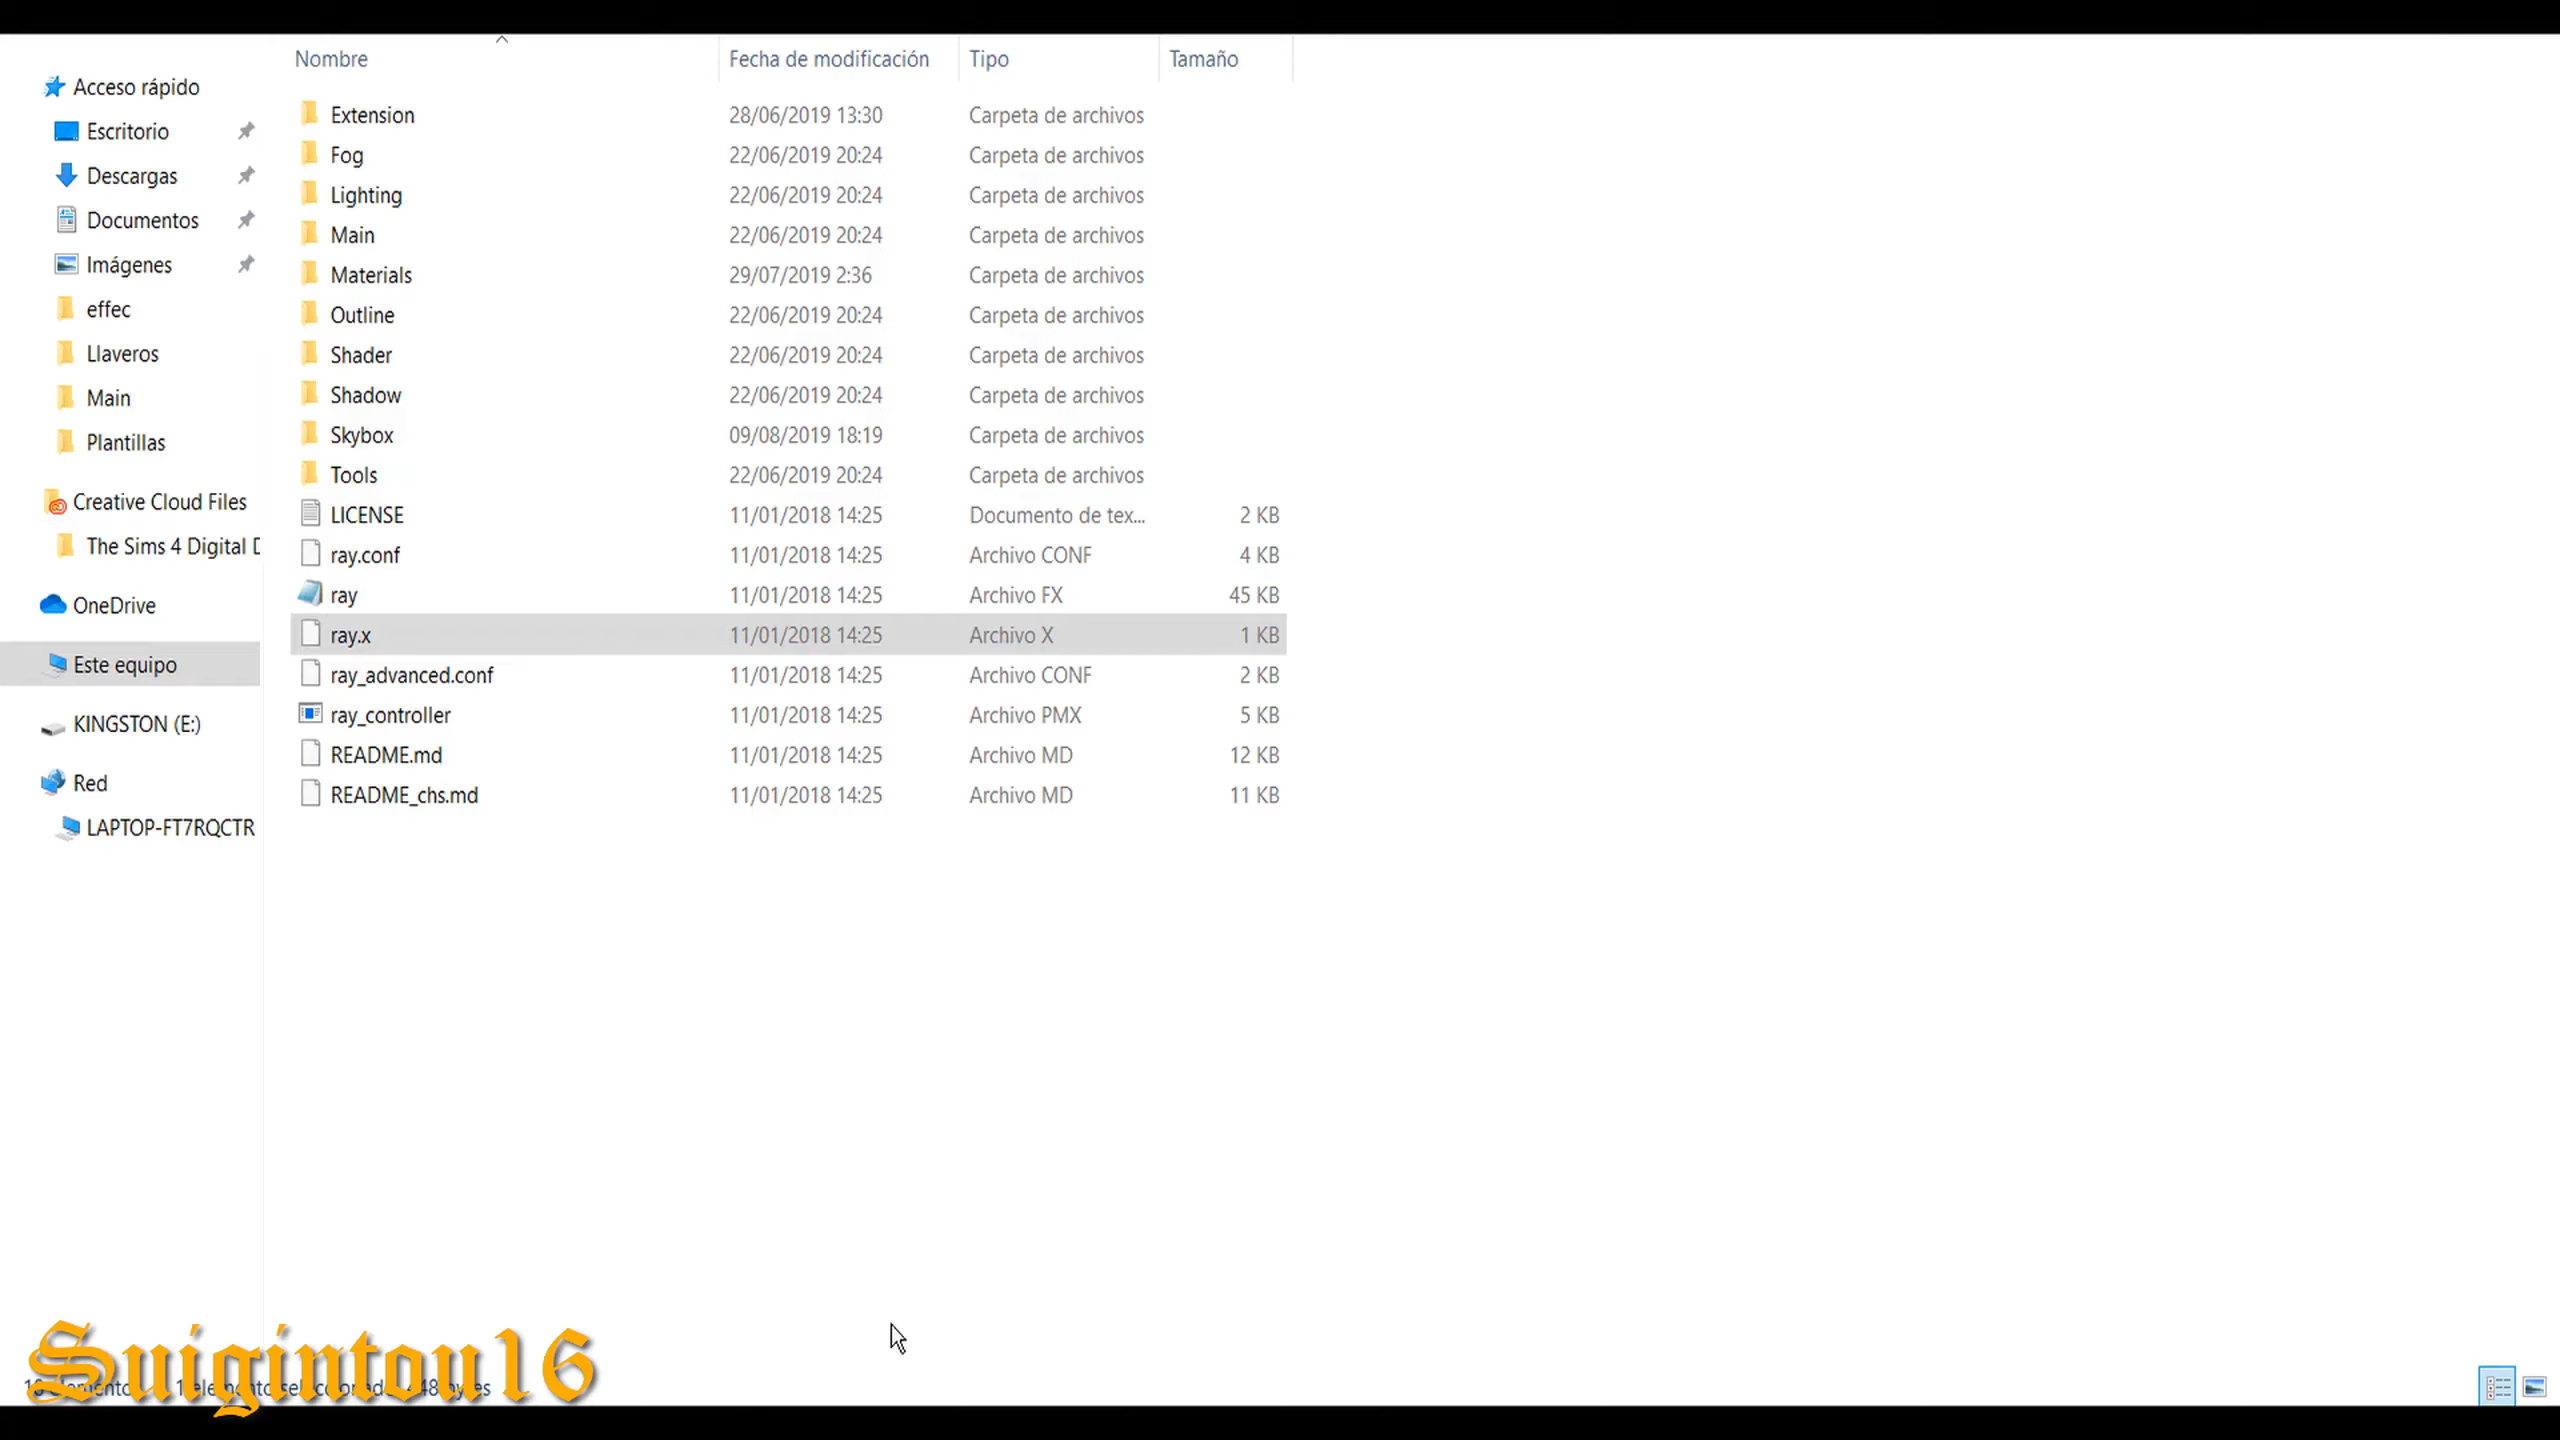 Nombre Fecha de modificación Tipo Tamaño
Acceso rápido
Escritorio
Descargas
Documentos
Imágenes
effec
Llaveros
Main
Plantillas
Creative Cloud Files
The Sims 4 Digital D
OneDrive
Este equipo
KINGSTON (E:)
Red
LAPTOP-FT7RQCTR
Extension 28/06/2019 13:30 Carpeta de archivos
Fog 22/06/2019 20:24 Carpeta de archivos
Lighting 22/06/2019 20:24 Carpeta de archivos
Main 22/06/2019 20:24 Carpeta de archivos
Materials 29/07/2019 2:36 Carpeta de archivos
Outline 22/06/2019 20:24 Carpeta de archivos
Shader 22/06/2019 20:24 Carpeta de archivos
Shadow 22/06/2019 20:24 Carpeta de archivos
Skybox 09/08/2019 18:19 Carpeta de archivos
Tools 22/06/2019 20:24 Carpeta de archivos
LICENSE 11/01/2018 14:25 Documento de tex... 2 KB
ray.conf 11/01/2018 14:25 Archivo CONF 4 KB
ray 11/01/2018 14:25 Archivo FX 45 KB
ray.x 11/01/2018 14:25 Archivo X 1 KB
ray_advanced.conf 11/01/2018 14:25 Archivo CONF 2 KB
ray_controller 11/01/2018 14:25 Archivo PMX 5 KB
README.md 11/01/2018 14:25 Archivo MD 12 KB
README_chs.md 11/01/2018 14:25 Archivo MD 11 KB
Suigintou16